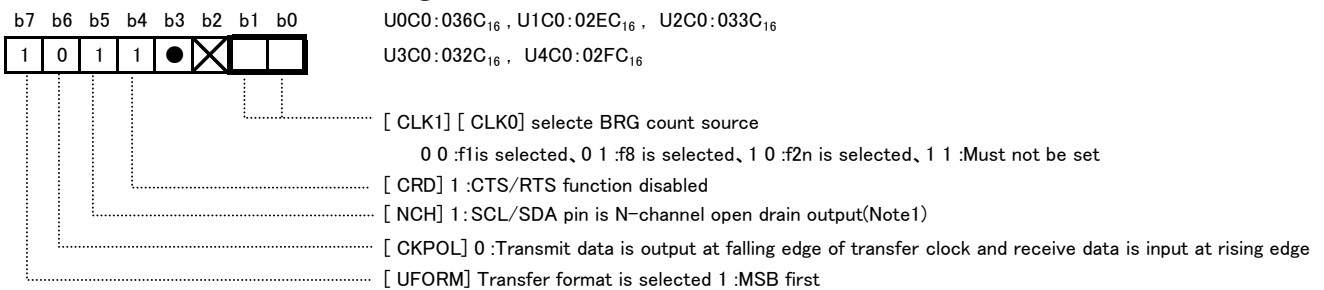 b7 b6 b5 b4 b3 b2 b1 b0 U0C0:036C₁₆ , U1C0:02EC₁₆ , U2C0:033C₁₆
1 0 1 1 ● U3C0:032C₁₆ , U4C0:02FC₁₆
[ CLK1] [ CLK0] selecte BRG count source
0 0 :f1is selected、0 1 :f8 is selected、1 0 :f2n is selected、1 1 :Must not be set
[ CRD] 1 :CTS/RTS function disabled
[ NCH] 1:SCL/SDA pin is N-channel open drain output(Note1)
[ CKPOL] 0 :Transmit data is output at falling edge of transfer clock and receive data is input at rising edge
[ UFORM] Transfer format is selected 1 :MSB first